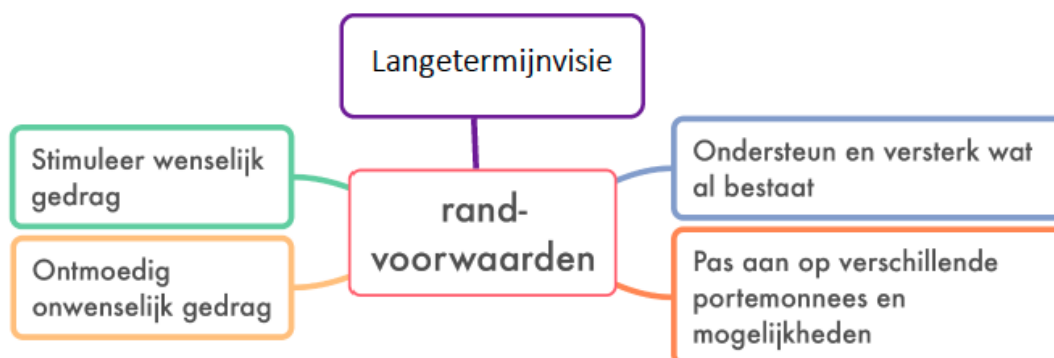 Langetermijnvisie
Stimuleer wenselijk
gedrag
Ondersteun en versterk wat
al bestaat
rand-
voorwaarden
Ontmoedig
onwenselijk gedrag
Pas aan op verschillende
portemonnees en
mogelijkheden